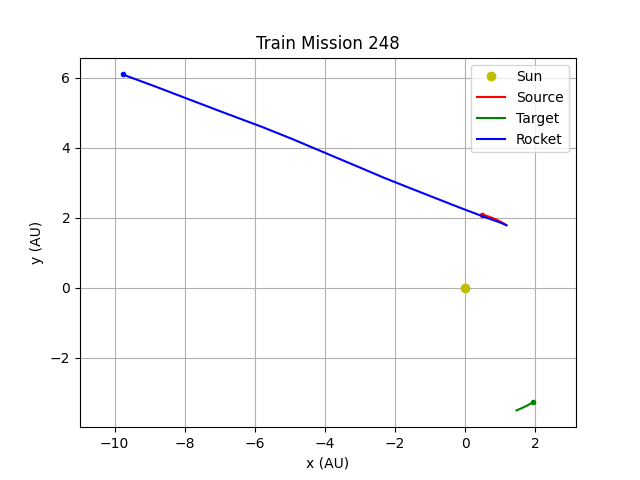 Train Mission 248
Sun
Source
Target
Rocket
6
4
2
0
−2
y (AU)
−10
−8
−6
−4
−2
0
2
x (AU)